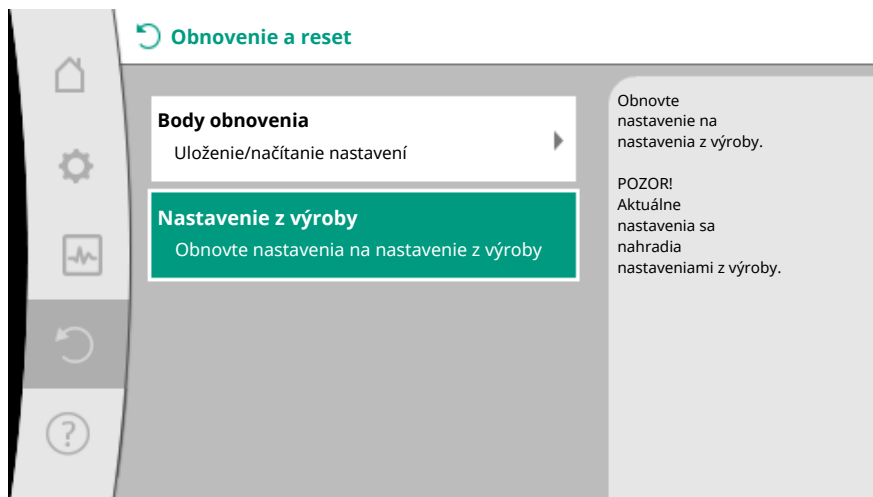 Obnovenie a reset
Body obnovenia
Uloženie/načítanie nastavení
Nastavenie z výroby
Obnovte nastavenia na nastavenie z výroby
Obnovte
nastavenie na
nastavenia z výroby.
POZOR!
Aktuálne
nastavenia sa
nahradia
nastaveniami z výroby.
?